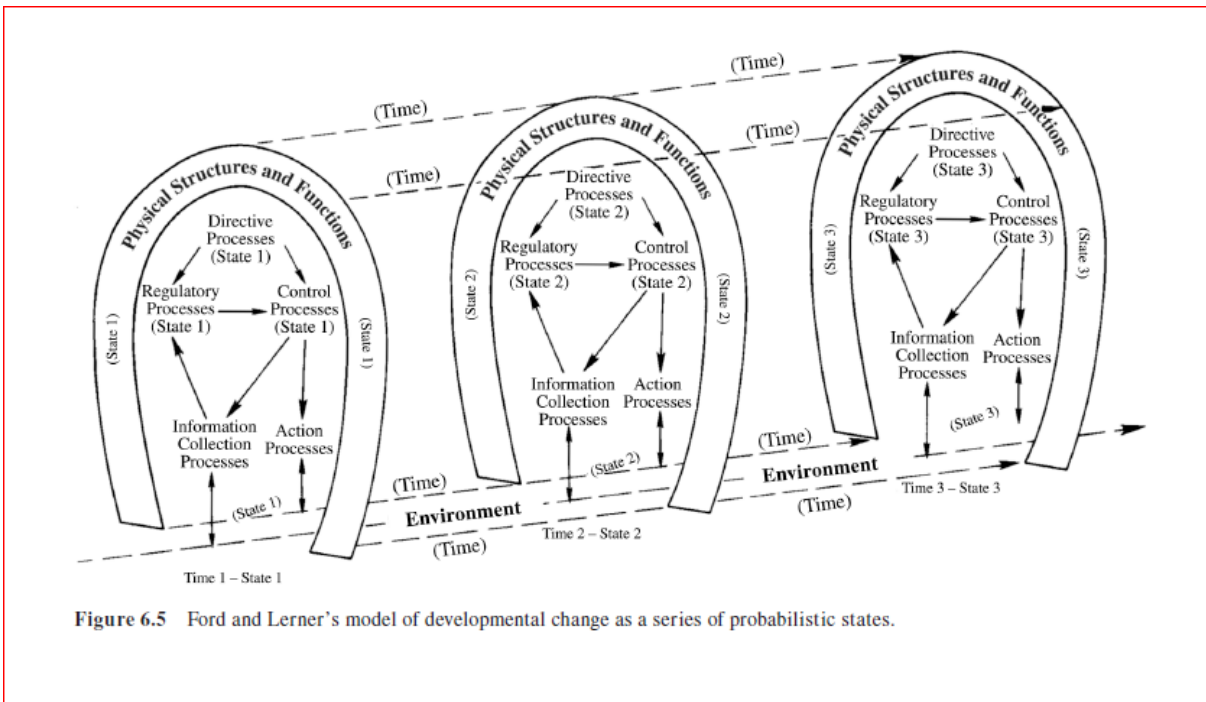 (Time)
(Time)
Physical Structures and Functions
Directive
Processes
(State 1)
Regulatory
Processes
(State 1)
Control
Processes
(State 1)
(State 1)
(State 1)
Information
Collection
Processes
Action
Processes
(State 1)
Time 1 – State 1
(Time)
(Time)
Physical Structures and Functions
Directive
Processes
(State 2)
Regulatory
Processes
(State 2)
Control
Processes
(State 2)
(State 2)
(State 2)
Information
Collection
Processes
Action
Processes
(State 2)
(Time)
Environment
(Time)
Time 2 – State 2
Physical Structures and Functions
Directive
Processes
(State 3)
Regulatory
Processes
(State 3)
Control
Processes
(State 3)
(State 3)
(State 3)
Information
Collection
Processes
Action
Processes
(State 3)
(Time)
Environment
(Time)
Time 3 – State 3
Figure 6.5 Ford and Lerner’s model of developmental change as a series of probabilistic states.